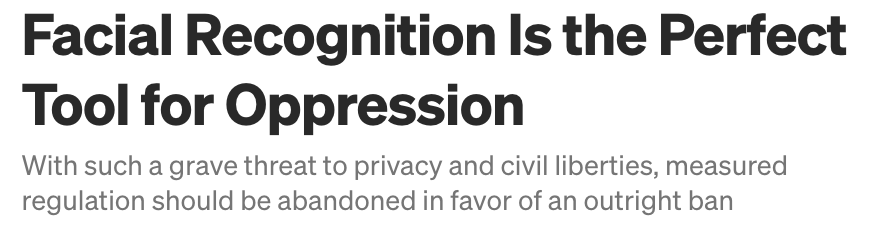 Facial Recognition Is the Perfect
Tool for Oppression
With such a grave threat to privacy and civil liberties, measured
regulation should be abandoned in favor of an outright ban